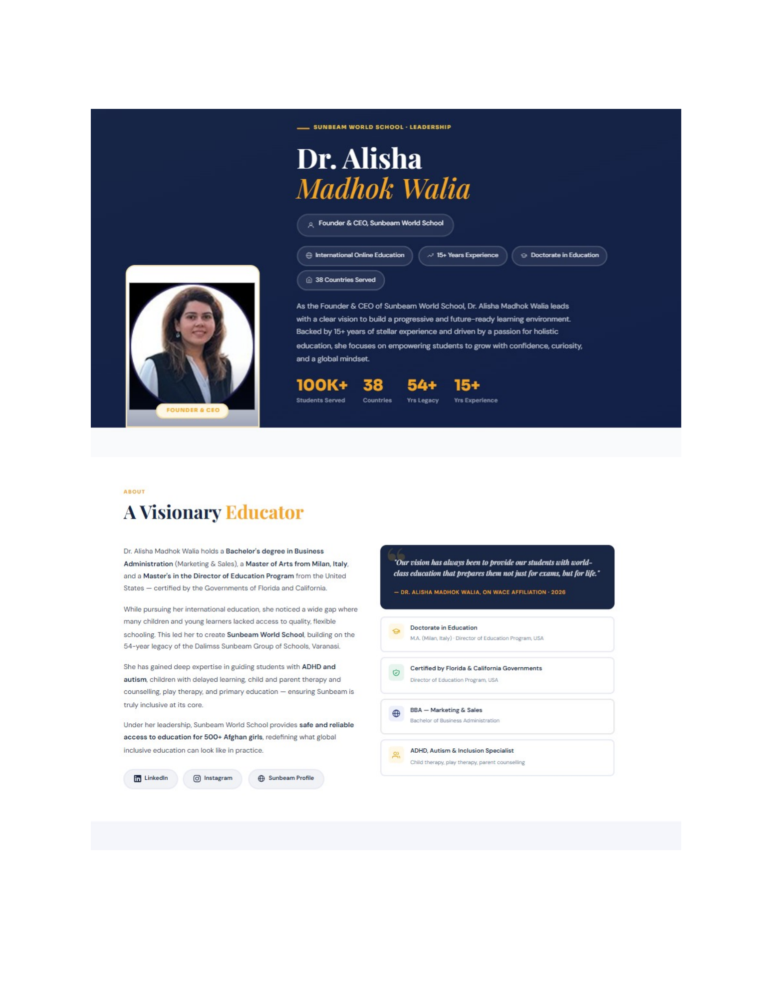 SUNBEAM WORLD SCHOOL · LEADERSHIP
Dr. Alisha
Madhok Walia
Founder & CEO, Sunbeam World School
International Online Education
15+ Years Experience
Doctorate in Education
38 Countries Served
As the Founder & CEO of Sunbeam World School, Dr. Alisha Madhok Walia leads
with a clear vision to build a progressive and future-ready learning environment.
Backed by 15+ years of stellar experience and driven by a passion for holistic
education, she focuses on empowering students to grow with confidence, curiosity,
and a global mindset.
100K+ 38 54+ 15+
Students Served Countries Yrs Legacy Yrs Experience
FOUNDER & CEO
ABOUT
A Visionary Educator
Dr. Alisha Madhok Walia holds a Bachelor's degree in Business
Administration (Marketing & Sales), a Master of Arts from Milan, Italy,
and a Master's in the Director of Education Program from the United
States — certified by the Governments of Florida and California.
While pursuing her international education, she noticed a wide gap where
many children and young learners lacked access to quality, flexible
schooling. This led her to create Sunbeam World School, building on the
54-year legacy of the Dalimss Sunbeam Group of Schools, Varanasi.
She has gained deep expertise in guiding students with ADHD and
autism, children with delayed learning, child and parent therapy and
counselling, play therapy, and primary education — ensuring Sunbeam is
truly inclusive at its core.
Under her leadership, Sunbeam World School provides safe and reliable
access to education for 500+ Afghan girls, redefining what global
inclusive education can look like in practice.
LinkedIn
Instagram
Sunbeam Profile
"Our vision has always been to provide our students with world-
class education that prepares them not just for exams, but for life."
— DR. ALISHA MADHOK WALIA, ON WACE AFFILIATION · 2026
Doctorate in Education
M.A. (Milan, Italy) · Director of Education Program, USA
Certified by Florida & California Governments
Director of Education Program, USA
BBA — Marketing & Sales
Bachelor of Business Administration
ADHD, Autism & Inclusion Specialist
Child therapy, play therapy, parent counselling